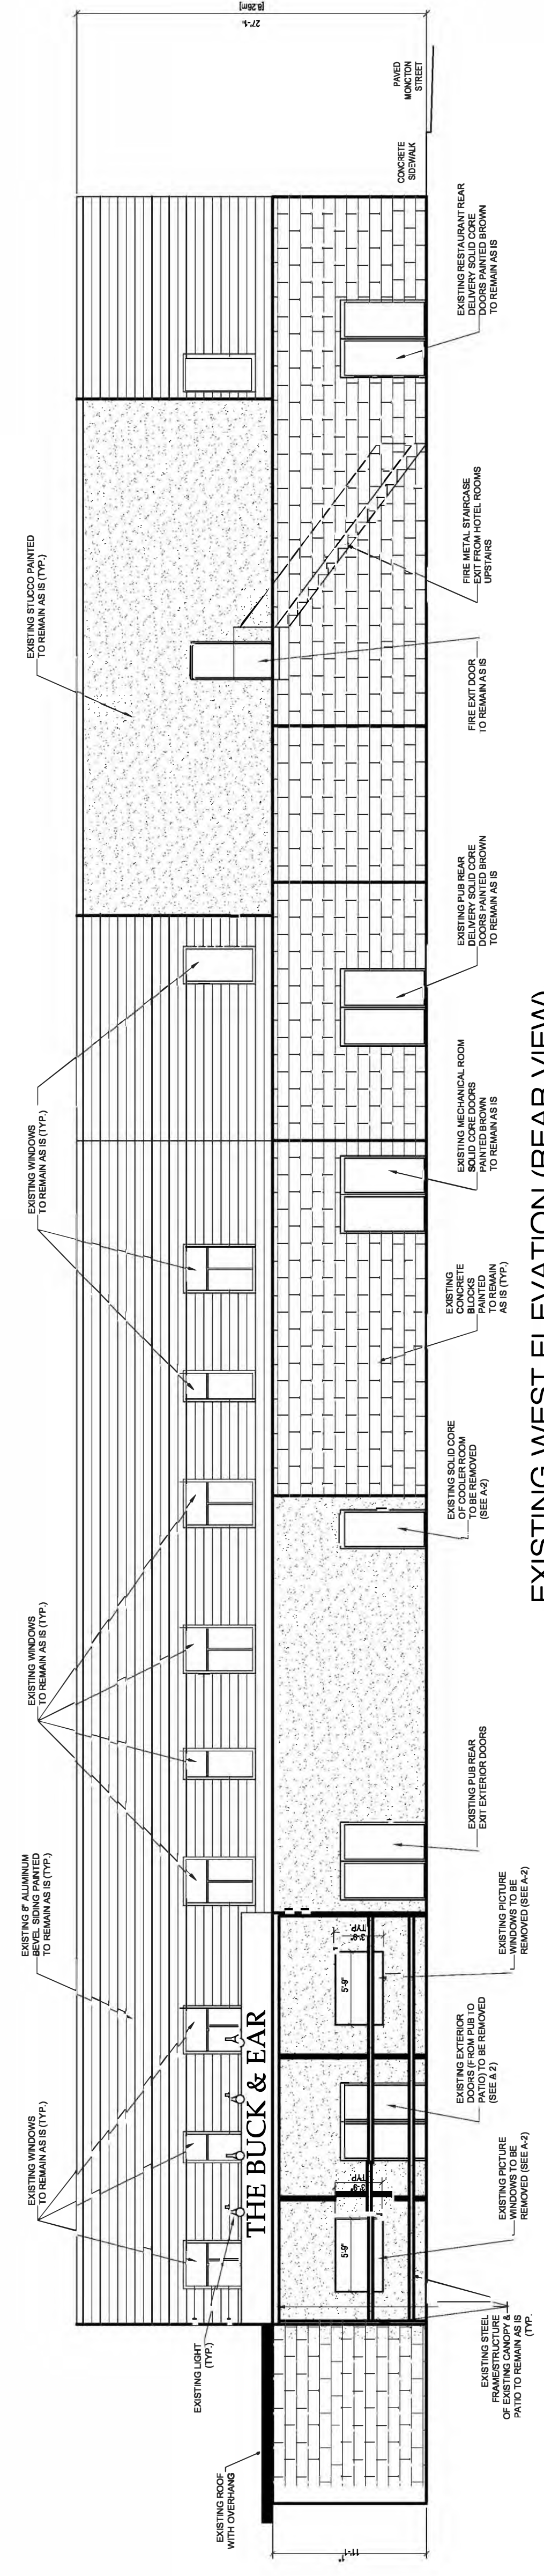 EXISTING ROOF
WITH OVERHANG
EXISTING LIGHT
(TYP.)
EXISTING WINDOWS
TO REMAIN AS IS (TYP.)
EXISTING 8" ALUMINUM
BEVEL SIDING PAINTED
TO REMAIN AS IS (TYP.)
EXISTING WINDOWS
TO REMAIN AS IS (TYP.)
EXISTING WINDOWS
TO REMAIN AS IS (TYP.)
EXISTING STUCCO PAINTED
TO REMAIN AS IS (TYP.)
27'-1
[8.26m]
THE BUCK & EAR
11'-1"
5'-9"
3'-9"
TYP
5'-9"
3'-9"
TYP
EXISTING STEEL
FRAME/STRUCTURE
OF EXISTING CANOPY &
PATIO TO REMAIN AS IS
(TYP.
EXISTING PICTURE
WINDOWS TO BE
REMOVED (SEE A-2)
EXISTING EXTERIOR
DOORS (FROM PUB TO
PATIO) TO BE REMOVED
(SEE A 2)
EXISTING PICTURE
WINDOWS TO BE
REMOVED (SEE A-2)
EXISTING PUB REAR
EXIT EXTERIOR DOORS
EXISTING SOLID CORE
OF COOLER ROOM
TO BE REMOVED
(SEE A-2)
EXISTING
CONCRETE
BLOCKS
PAINTED
TO REMAIN
AS IS (TYP.)
EXISTING MECHANICAL ROOM
SOLID CORE DOORS
PAINTED BROWN
TO REMAIN AS IS
EXISTING PUB REAR
DELIVERY SOLID CORE
DOORS PAINTED BROWN
TO REMAIN AS IS
FIRE EXIT DOOR
TO REMAIN AS IS
FIRE METAL STAIRCASE
EXIT FROM HOTEL ROOMS
UPSTAIRS
EXISTING RESTAURANT REAR
DELIVERY SOLID CORE
DOORS PAINTED BROWN
TO REMAIN AS IS
CONCRETE
SIDEWALK
PAVED
MONCTON
STREET
EXISTING WEST ELEVATION (REAR VIEW)